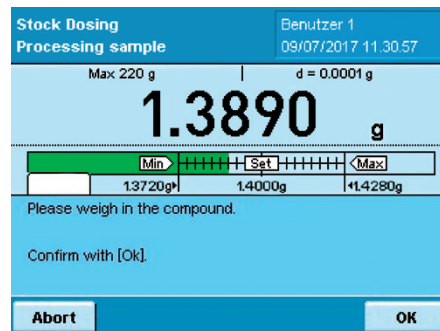 Stock Dosing
Benutzer 1
Processing sample
09/07/2017 11.30.57
Max 220 g
d = 0.0001 g
1.3890 g
Min
Set
Max
1.3720g
1.4000g
1.4280g
Please weigh in the compound.
Confirm with [Ok].
Abort
OK